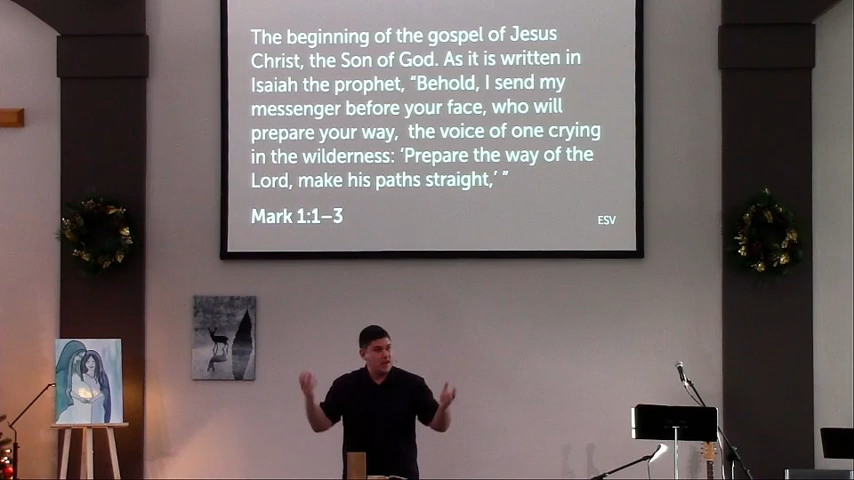 The beginning of the gospel of Jesus
Christ, the Son of God. As it is written in
Isaiah the prophet, “Behold, I send my
messenger before your face, who will
prepare your way, the voice of one crying
in the wilderness: ‘Prepare the way of the
Lord, make his paths straight,’ ”
Mark 1:1–3
ESV